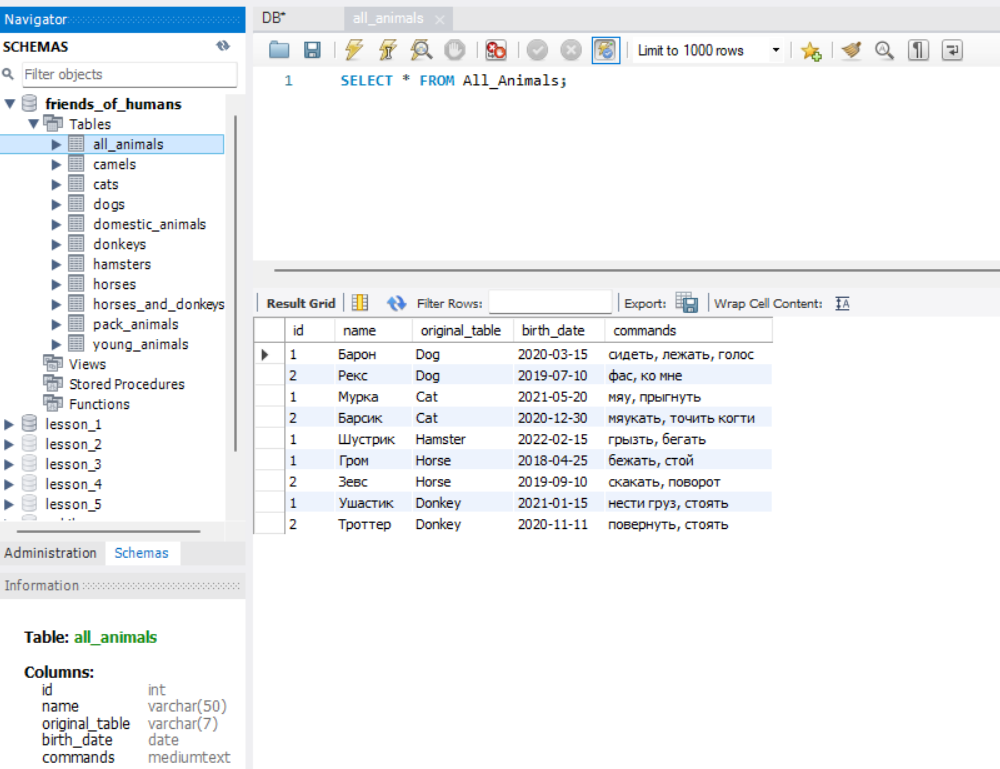 Navigator
SCHEMAS
Filter objects
friends_of_humans
Tables
all_animals
camels
cats
dogs
domestic_animals
donkeys
hamsters
horses
horses_and_donkeys
pack_animals
young_animals
Views
Stored Procedures
Functions
lesson_1
lesson_2
lesson_3
lesson_4
lesson_5
Administration Schemas
Information
Table: all_animals
Columns:
id int
name varchar(50)
original_table varchar(7)
birth_date date
commands mediumtext
DB* all_animals
Limit to 1000 rows
1 SELECT * FROM All_Animals;
Result Grid Filter Rows: Export: Wrap Cell Content:
id name original_table birth_date commands
1 Барон Dog 2020-03-15 сидеть, лежать, голос
2 Рекс Dog 2019-07-10 фас, ко мне
1 Мурка Cat 2021-05-20 мяу, прыгнуть
2 Барсик Cat 2020-12-30 мяукать, точить когти
1 Шустрик Hamster 2022-02-15 грызть, бегать
1 Гром Horse 2018-04-25 бежать, стой
2 Зевс Horse 2019-09-10 скакать, поворот
1 Ушастик Donkey 2021-01-15 нести груз, стоять
2 Троттер Donkey 2020-11-11 повернуть, стоять